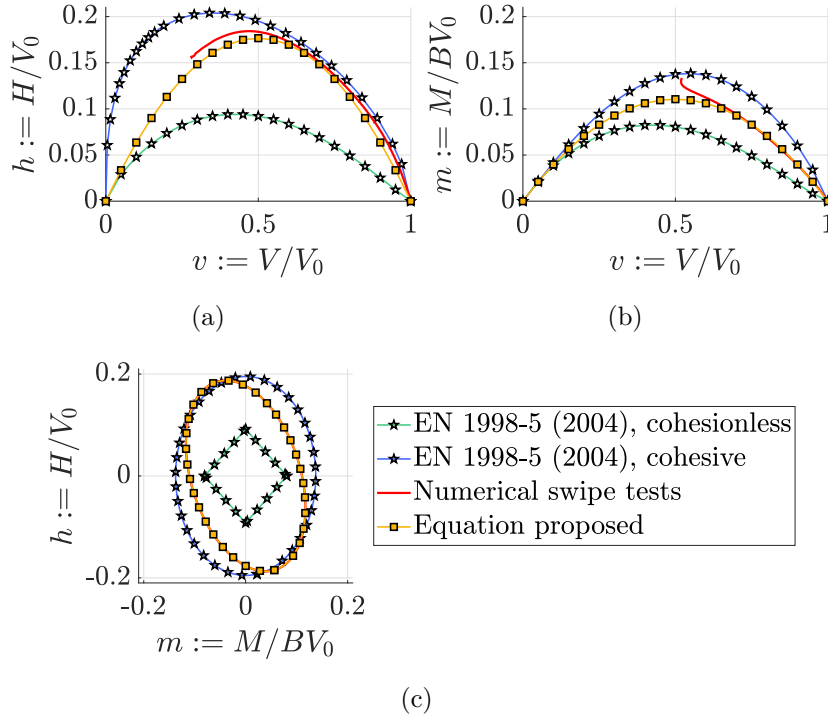 h := H/V₀
0.2
0.15
0.1
0.05
0
0
0.5
1
v := V/V₀
(a)
m := M/BV₀
0.2
0.15
0.1
0.05
0
0
0.5
1
v := V/V₀
(b)
h := H/V₀
0.2
0
-0.2
-0.2
0
0.2
m := M/BV₀
EN 1998-5 (2004), cohesionless
EN 1998-5 (2004), cohesive
Numerical swipe tests
Equation proposed
(c)